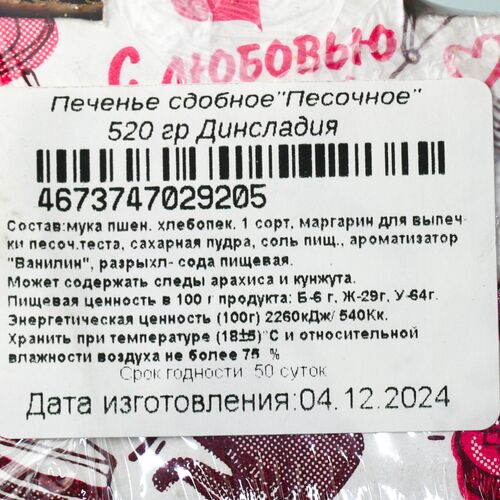 С ЛЮБОВЬЮ
Печенье сдобное"Песочное"
520 гр Динсладия
4673747029205
Состав:мука пшен. хлебопек. 1 сорт, маргарин для выпеч-
ки песоч.теста, сахарная пудра, соль пищ., ароматизатор
"Ванилин", разрыхл- сода пищевая.
Может содержать следы арахиса и кунжута.
Пищевая ценность в 100 г продукта: Б-6 г, Ж-29г, У-64г.
Энергетическая ценность (100г) 2260кДж/ 540Кк.
Хранить при температуре (18±5)°С и относительной
влажности воздуха не более 75 %
Срок годности: 50 суток
Дата изготовления:04.12.2024